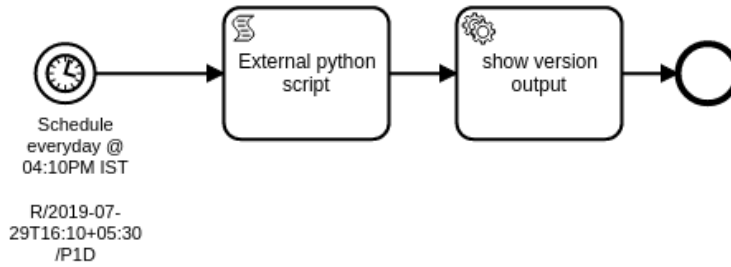 External python
script
show version
output
Schedule
everyday @
04:10PM IST
R/2019-07-
29T16:10+05:30
/P1D